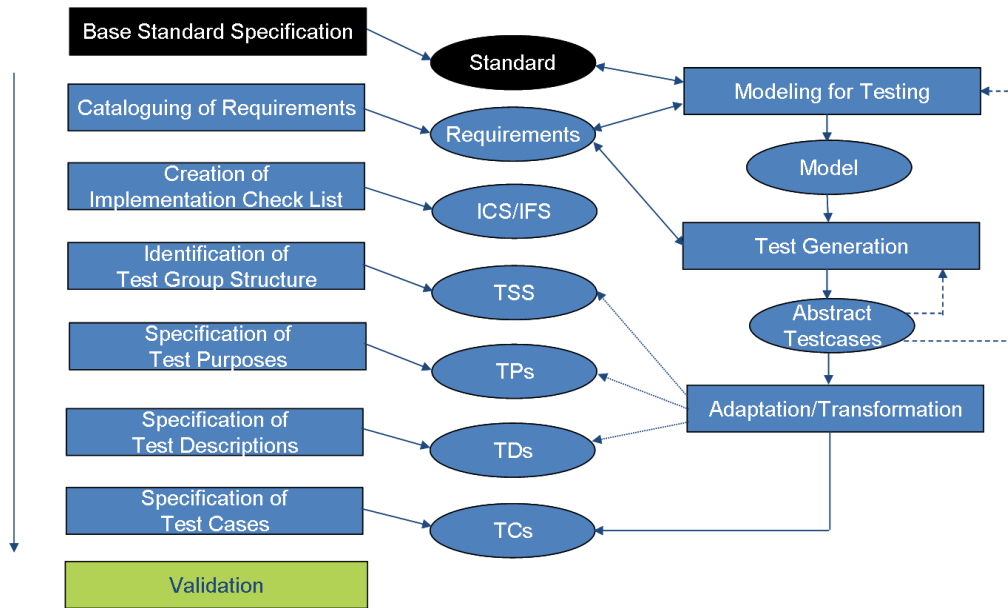 Base Standard Specification
Standard
Modeling for Testing
Cataloguing of Requirements
Requirements
Model
Creation of
Implementation Check List
ICS/IFS
Test Generation
Identification of
Test Group Structure
TSS
Abstract
Testcases
Specification of
Test Purposes
TPs
Adaptation/Transformation
Specification of
Test Descriptions
TDs
Specification of
Test Cases
TCs
Validation